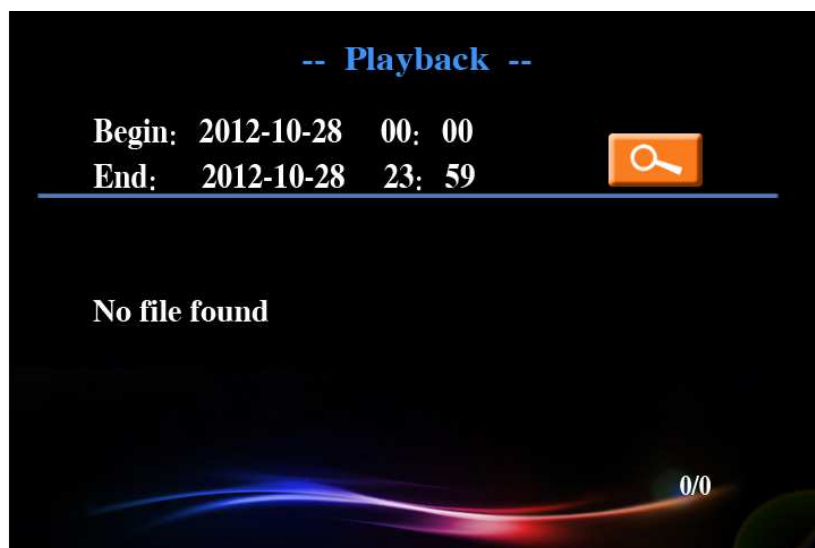 -- Playback --
Begin: 2012-10-28 00: 00
End: 2012-10-28 23: 59
No file found
0/0